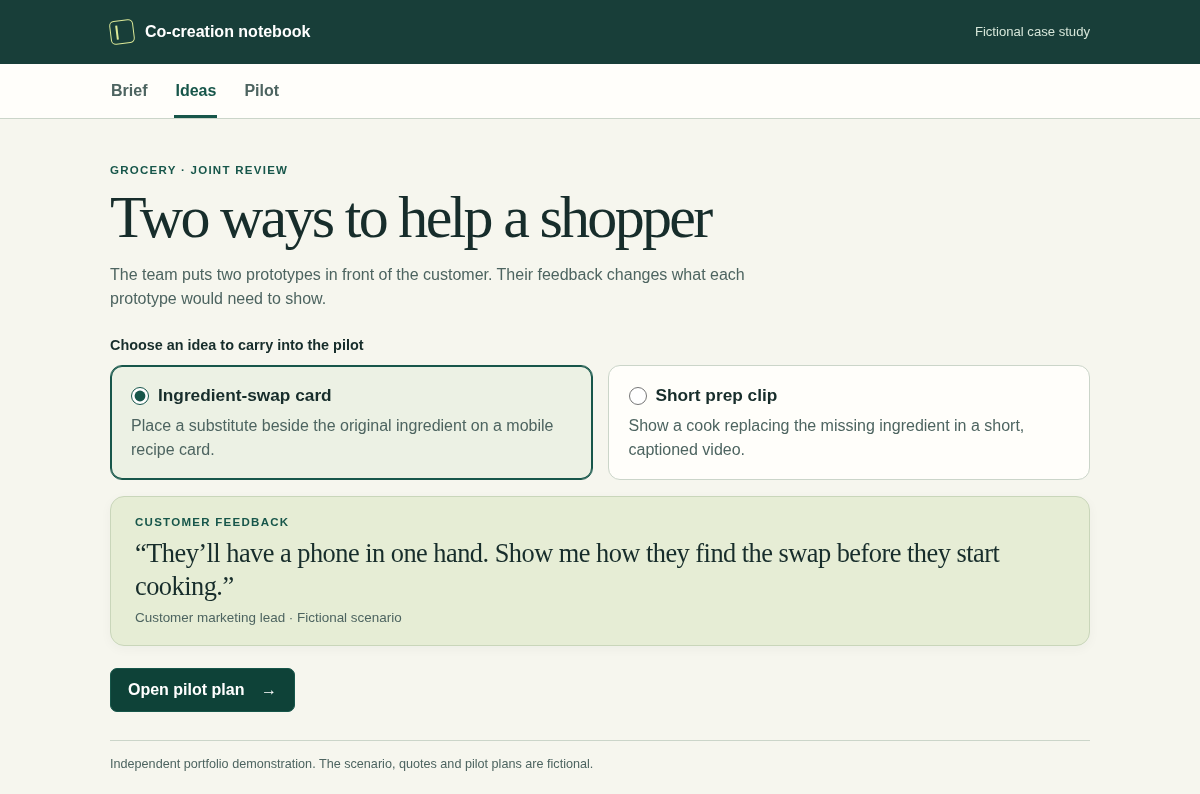 Co-creation notebook
Fictional case study
Brief
Ideas
Pilot
GROCERY · JOINT REVIEW
Two ways to help a shopper
The team puts two prototypes in front of the customer. Their feedback changes what each
prototype would need to show.
Choose an idea to carry into the pilot
Ingredient-swap card
Place a substitute beside the original ingredient on a mobile
recipe card.
Short prep clip
Show a cook replacing the missing ingredient in a short,
captioned video.
CUSTOMER FEEDBACK
“They’ll have a phone in one hand. Show me how they find the swap before they start
cooking.”
Customer marketing lead · Fictional scenario
Open pilot plan →
Independent portfolio demonstration. The scenario, quotes and pilot plans are fictional.